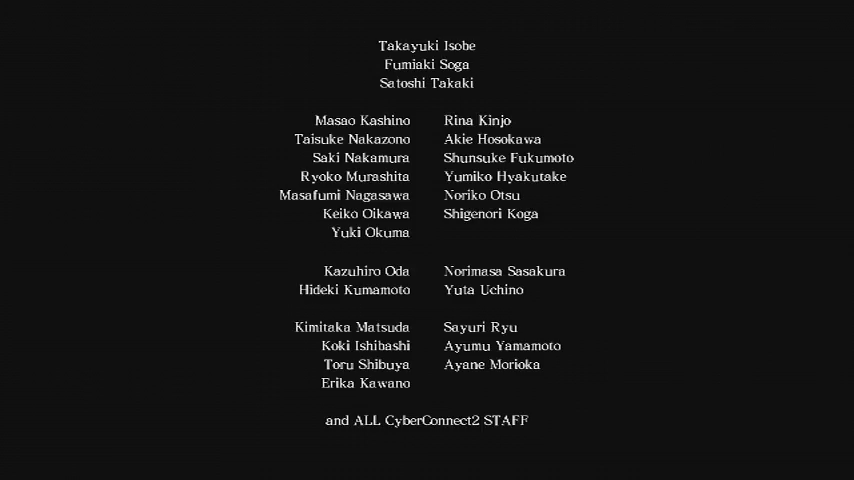 Takayuki Isobe
Fumiaki Soga
Satoshi Takaki
Masao Kashino Rina Kinjo
Taisuke Nakazono Akie Hosokawa
Saki Nakamura Shunsuke Fukumoto
Ryoko Murashita Yumiko Hyakutake
Masafumi Nagasawa Noriko Otsu
Keiko Oikawa Shigenori Koga
Yuki Okuma
Kazuhiro Oda Norimasa Sasakura
Hideki Kumamoto Yuta Uchino
Kimitaka Matsuda Sayuri Ryu
Koki Ishibashi Ayumu Yamamoto
Toru Shibuya Ayane Morioka
Erika Kawano
and ALL CyberConnect2 STAFF